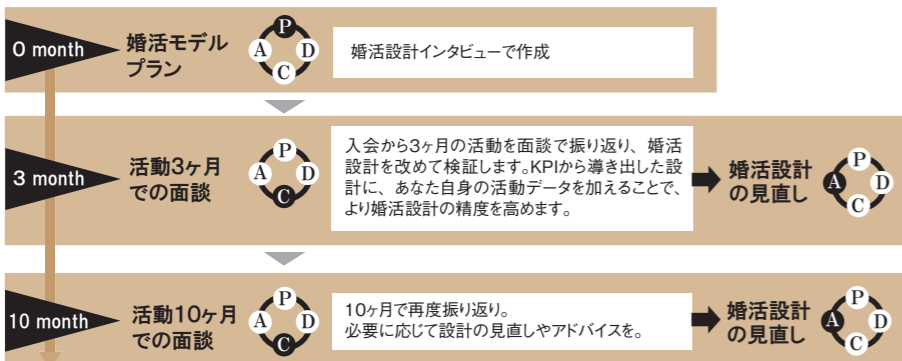 0 month
婚活モデル
プラン
P
A
D
C
婚活設計インタビューで作成
3 month
活動3ヶ月
での面談
P
A
D
C
入会から3ヶ月の活動を面談で振り返り、婚活
設計を改めて検証します。KPIから導き出した設
計に、あなた自身の活動データを加えることで、
より婚活設計の精度を高めます。
婚活設計
の見直し
P
A
D
C
10 month
活動10ヶ月
での面談
P
A
D
C
10ヶ月で再度振り返り。
必要に応じて設計の見直しやアドバイスを。
婚活設計
の見直し
P
A
D
C